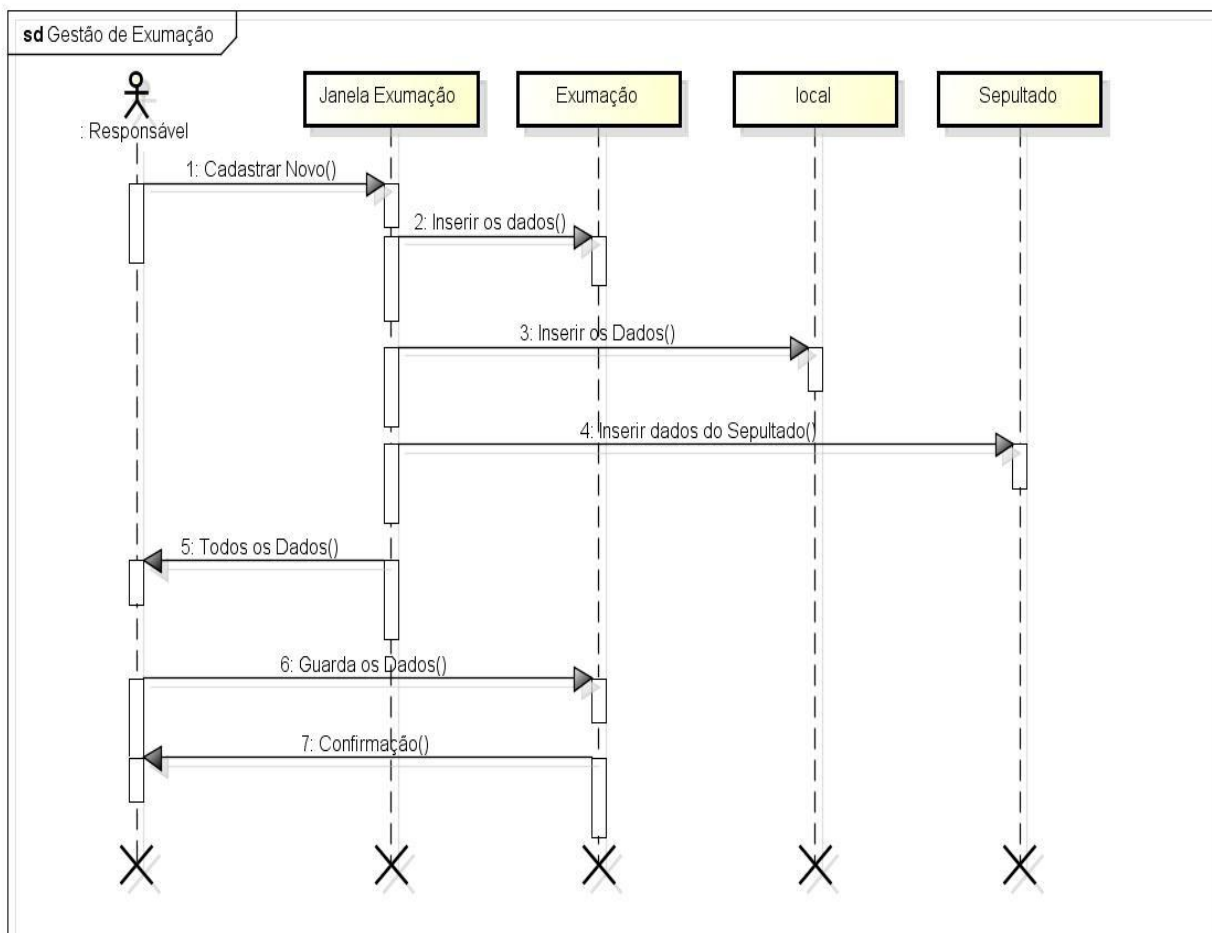 sd Gestão de Exumação
: Responsável
Janela Exumação
Exumação
local
Sepultado
1: Cadastrar Novo()
2: Inserir os dados()
3: Inserir os Dados()
4: Inserir dados do Sepultado()
5: Todos os Dados()
6: Guarda os Dados()
7: Confirmação()